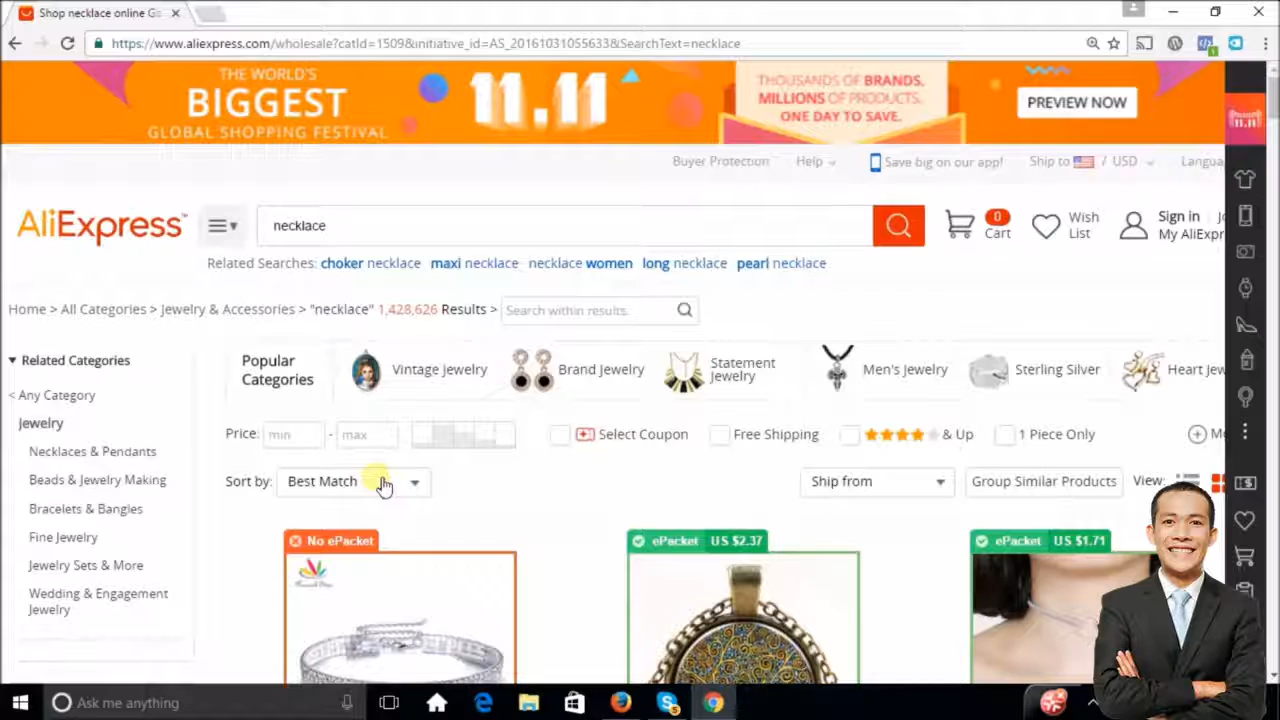 Shop necklace online Ga
https://www.aliexpress.com/wholesale?catId=1509&initiative_id=AS_20161031055633&SearchText=necklace
THE WORLD'S
BIGGEST
GLOBAL SHOPPING FESTIVAL
11.11
THOUSANDS OF BRANDS.
MILLIONS OF PRODUCTS.
ONE DAY TO SAVE.
PREVIEW NOW
11.11
Buyer Protection Help Save big on our app! Ship to / USD Langua
AliExpress™
necklace
0
Cart
Wish
List
Sign in Jo
My AliExpr
Related Searches: choker necklace maxi necklace necklace women long necklace pearl necklace
Home > All Categories > Jewelry & Accessories > "necklace" 1,428,626 Results > Search within results.
Related Categories
< Any Category
Jewelry
Necklaces & Pendants
Beads & Jewelry Making
Bracelets & Bangles
Fine Jewelry
Jewelry Sets & More
Wedding & Engagement
Jewelry
Popular
Categories
Vintage Jewelry
Brand Jewelry
Statement
Jewelry
Men's Jewelry
Sterling Silver
Heart Jew
Price: min - max Select Coupon Free Shipping & Up 1 Piece Only Mo
Sort by: Best Match Ship from Group Similar Products View:
No ePacket
ePacket US $2.37
ePacket US $1.71
Ask me anything